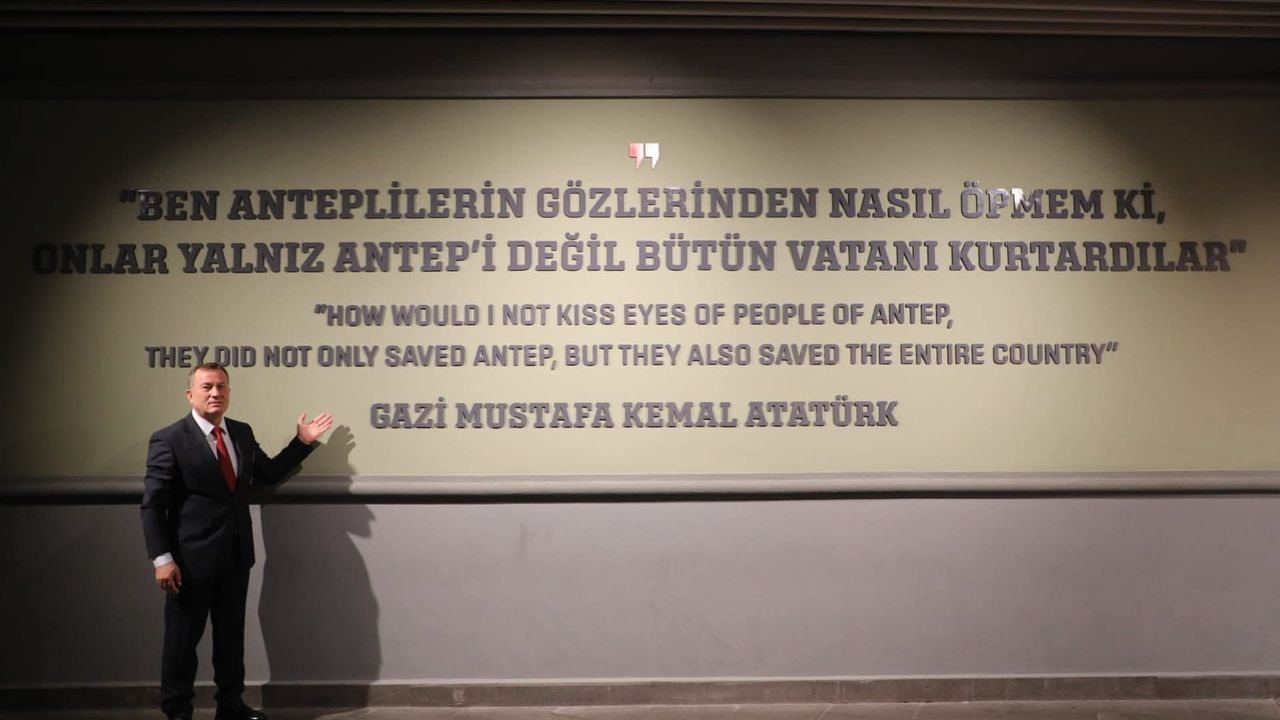 "BEN ANTEPLİLERİN GÖZLERİNDEN NASIL ÖPMEM Kİ,
ONLAR YALNIZ ANTEP'İ DEĞİL BÜTÜN VATANI KURTARDILAR"
"HOW WOULD I NOT KISS EYES OF PEOPLE OF ANTEP,
THEY DID NOT ONLY SAVED ANTEP, BUT THEY ALSO SAVED THE ENTIRE COUNTRY"
GAZİ MUSTAFA KEMAL ATATÜRK